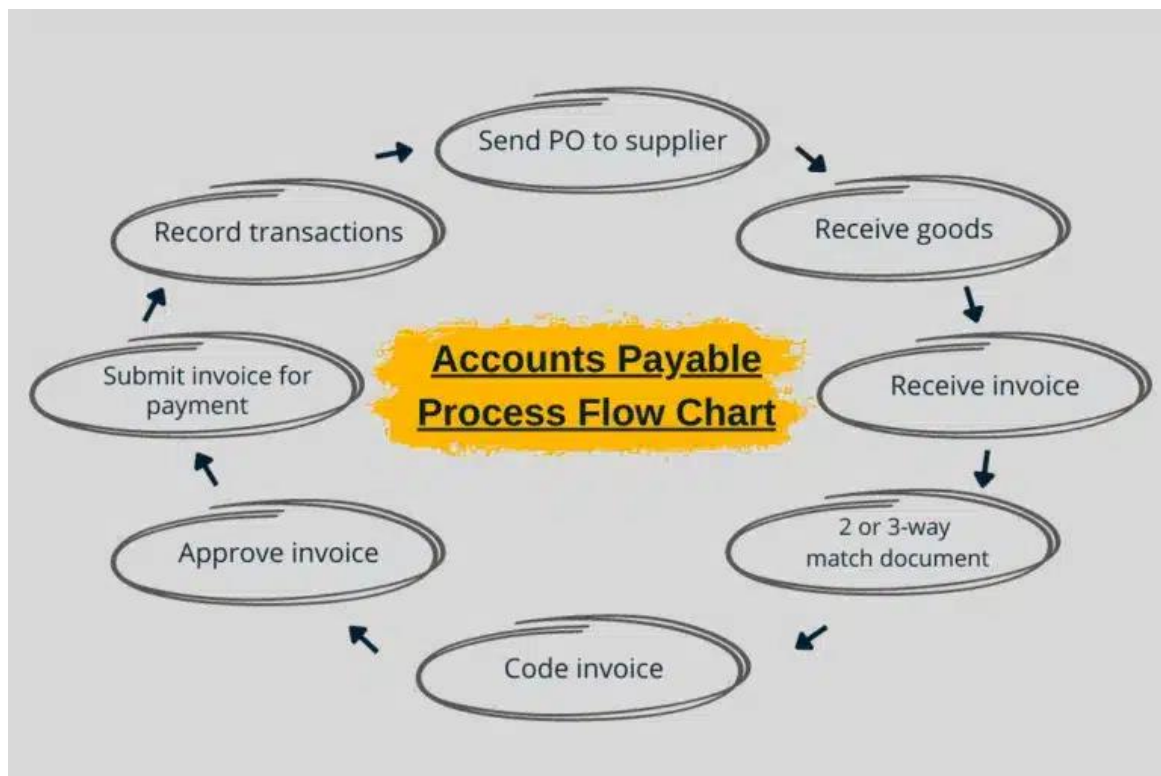 Accounts Payable
Process Flow Chart
Send PO to supplier
Receive goods
Receive invoice
2 or 3-way
match document
Code invoice
Approve invoice
Submit invoice for
payment
Record transactions